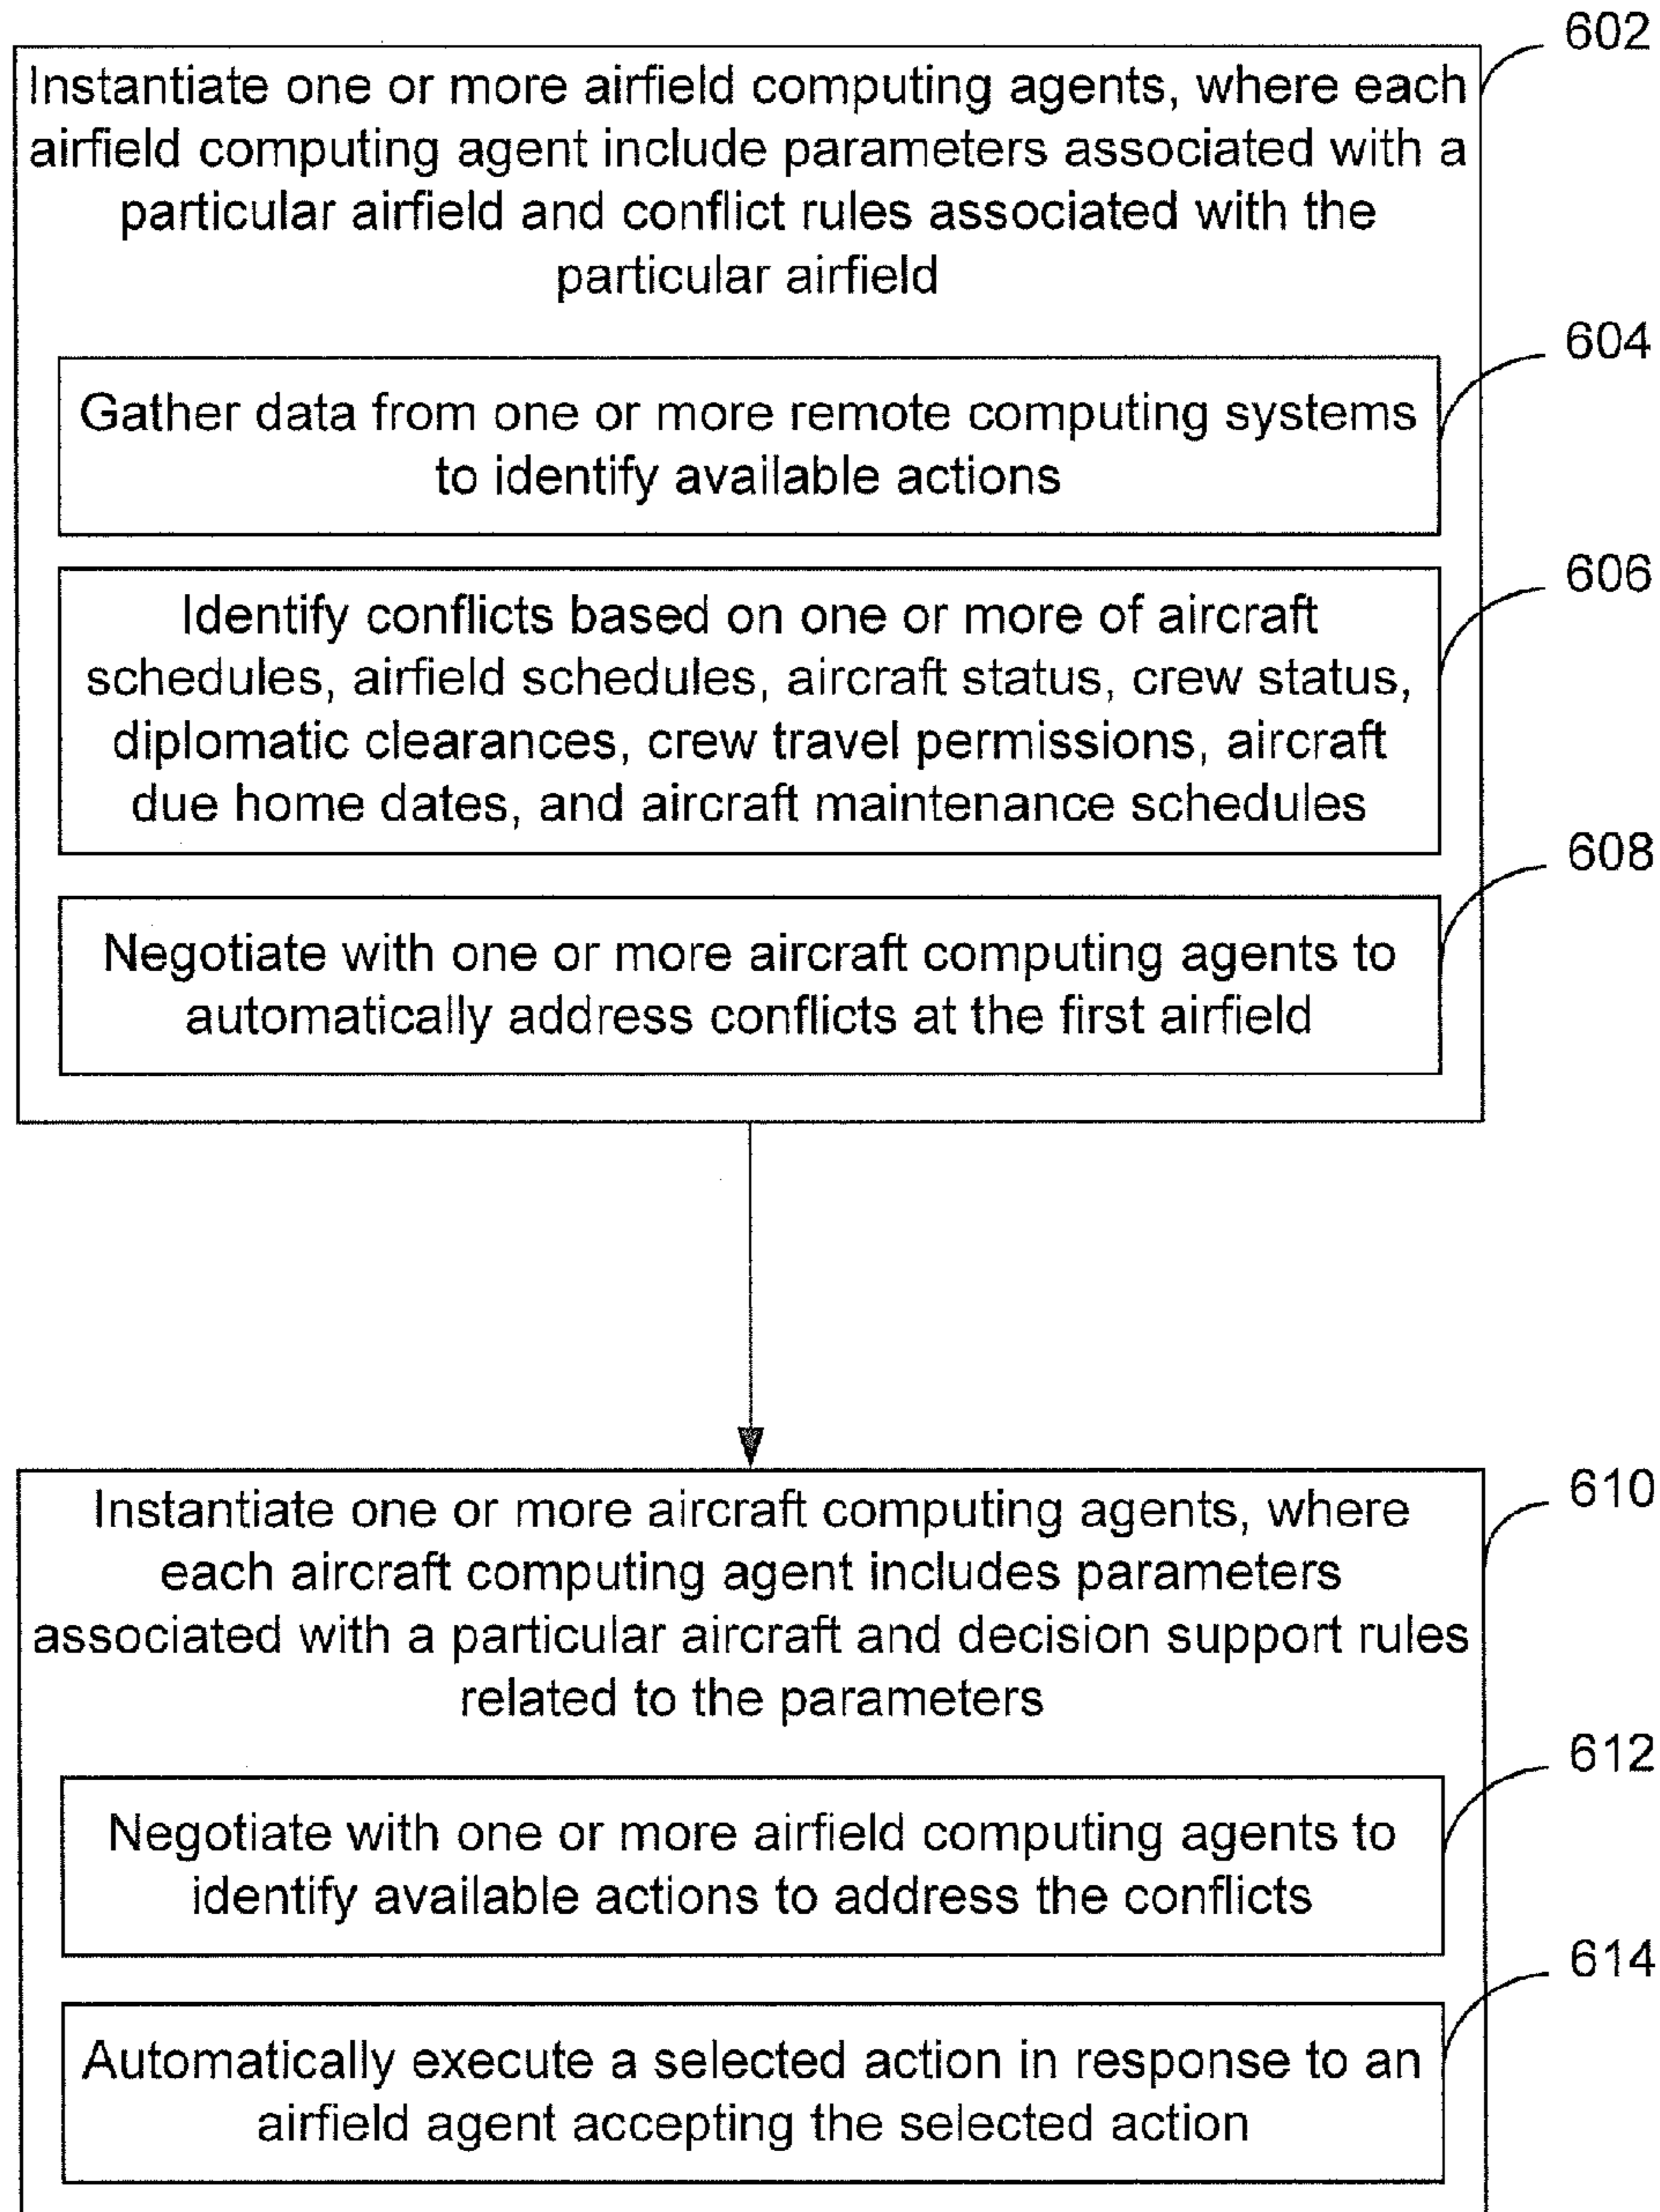 602
Instantiate one or more airfield computing agents, where each
airfield computing agent include parameters associated with a
particular airfield and conflict rules associated with the
particular airfield
604
Gather data from one or more remote computing systems
to identify available actions
606
Identify conflicts based on one or more of aircraft
schedules, airfield schedules, aircraft status, crew status,
diplomatic clearances, crew travel permissions, aircraft
due home dates, and aircraft maintenance schedules
608
Negotiate with one or more aircraft computing agents to
automatically address conflicts at the first airfield
610
Instantiate one or more aircraft computing agents, where
each aircraft computing agent includes parameters
associated with a particular aircraft and decision support rules
related to the parameters
612
Negotiate with one or more airfield computing agents to
identify available actions to address the conflicts
614
Automatically execute a selected action in response to an
airfield agent accepting the selected action